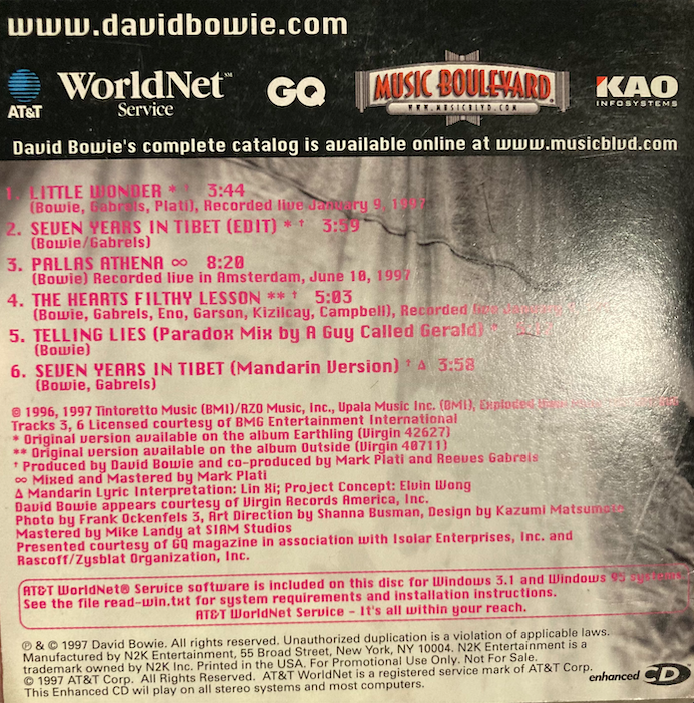 www.davidbowie.com
AT&T
WorldNet℠
Service
GQ
MUSIC BOULEVARD
WWW.MUSICBLVD.COM
KAO
INFOSYSTEMS
David Bowie's complete catalog is available online at www.musicblvd.com
1. LITTLE WONDER * † 3:44
(Bowie, Gabrels, Plati), Recorded live January 9, 1997
2. SEVEN YEARS IN TIBET (EDIT) * † 3:59
(Bowie/Gabrels)
3. PALLAS ATHENA ∞ 8:20
(Bowie) Recorded live in Amsterdam, June 10, 1997
4. THE HEARTS FILTHY LESSON ** † 5:03
(Bowie, Gabrels, Eno, Garson, Kizilcay, Campbell), Recorded live January
5. TELLING LIES (Paradox Mix by A Guy Called Gerald) *
(Bowie)
6. SEVEN YEARS IN TIBET (Mandarin Version) † Δ 3:58
(Bowie, Gabrels)
© 1996, 1997 Tintoretto Music (BMI)/RZO Music, Inc., Upala Music Inc. (BMI), Exploded
Tracks 3, 6 Licensed courtesy of BMG Entertainment International
* Original version available on the album Earthling (Virgin 42627)
** Original version available on the album Outside (Virgin 40711)
† Produced by David Bowie and co-produced by Mark Plati and Reeves Gabrels
∞ Mixed and Mastered by Mark Plati
Δ Mandarin Lyric Interpretation: Lin Xi; Project Concept: Elvin Wong
David Bowie appears courtesy of Virgin Records America, Inc.
Photo by Frank Ockenfels 3, Art Direction by Shanna Busman, Design by Kazumi Matsumoto
Mastered by Mike Landy at SIAM Studios
Presented courtesy of GQ magazine in association with Isolar Enterprises, Inc. and
Rascoff/Zysblat Organization, Inc.
AT&T WorldNet® Service software is included on this disc for Windows 3.1 and Windows 95 systems
See the file read-win.txt for system requirements and installation instructions.
AT&T WorldNet Service - It's all within your reach.
℗ & © 1997 David Bowie. All rights reserved. Unauthorized duplication is a violation of applicable laws.
Manufactured by N2K Entertainment, 55 Broad Street, New York, NY 10004. N2K Entertainment is a
trademark owned by N2K Inc. Printed in the USA. For Promotional Use Only. Not For Sale.
© 1997 AT&T Corp. All Rights Reserved. AT&T WorldNet is a registered service mark of AT&T Corp.
This Enhanced CD will play on all stereo systems and most computers.
enhanced CD